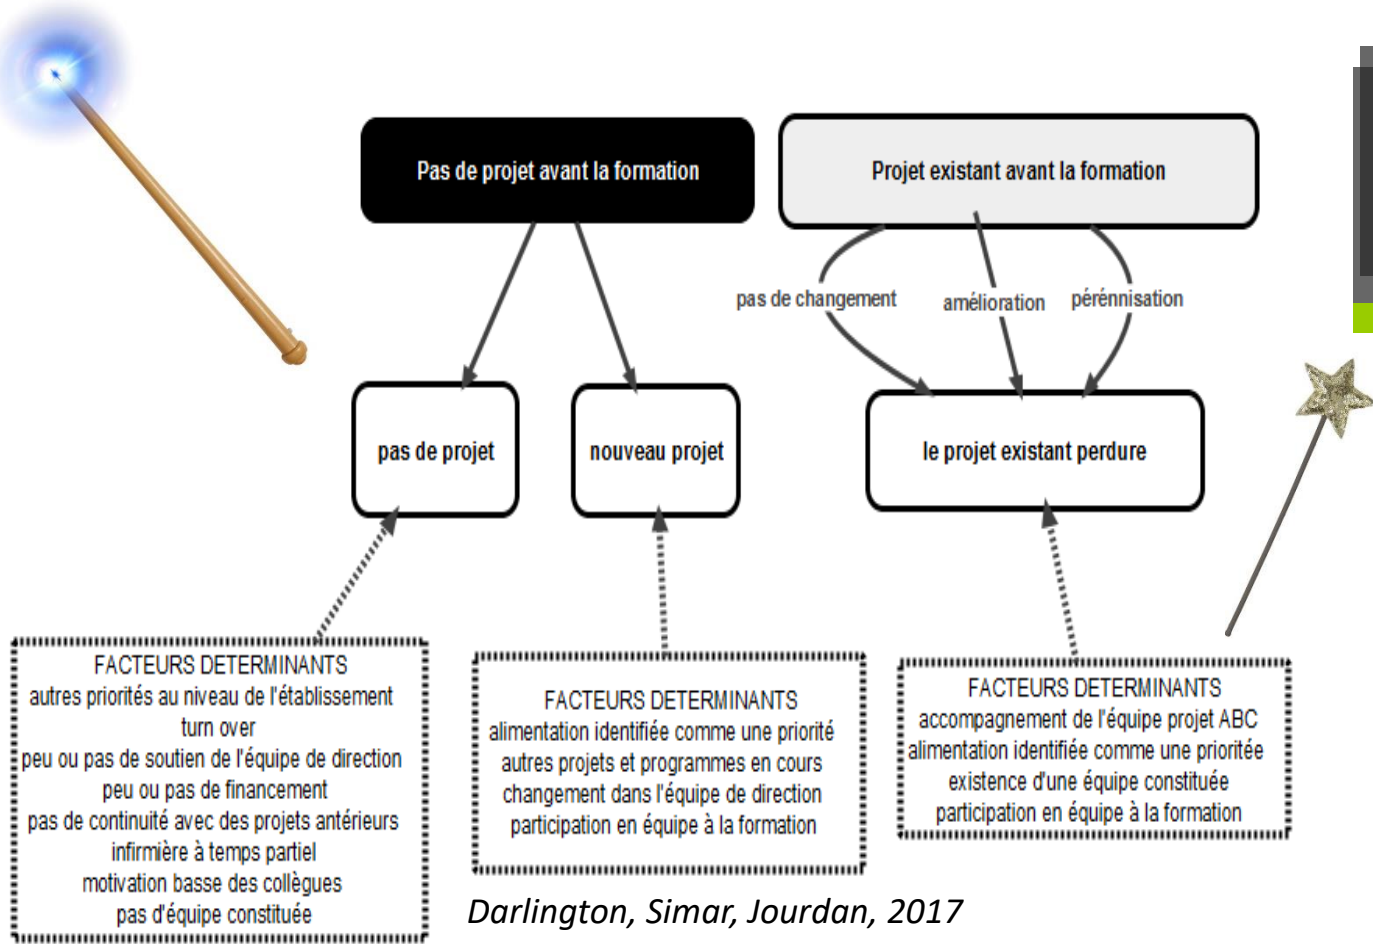 Pas de projet avant la formation
Projet existant avant la formation
pas de changement
amélioration
pérénnisation
pas de projet
nouveau projet
le projet existant perdure
FACTEURS DETERMINANTS
autres priorités au niveau de l'établissement
turn over
peu ou pas de soutien de l'équipe de direction
peu ou pas de financement
pas de continuité avec des projets antérieurs
infirmière à temps partiel
motivation basse des collègues
pas d'équipe constituée
FACTEURS DETERMINANTS
alimentation identifiée comme une priorité
autres projets et programmes en cours
changement dans l'équipe de direction
participation en équipe à la formation
FACTEURS DETERMINANTS
accompagnement de l'équipe projet ABC
alimentation identifiée comme une prioritée
existence d'une équipe constituée
participation en équipe à la formation
Darlington, Simar, Jourdan, 2017